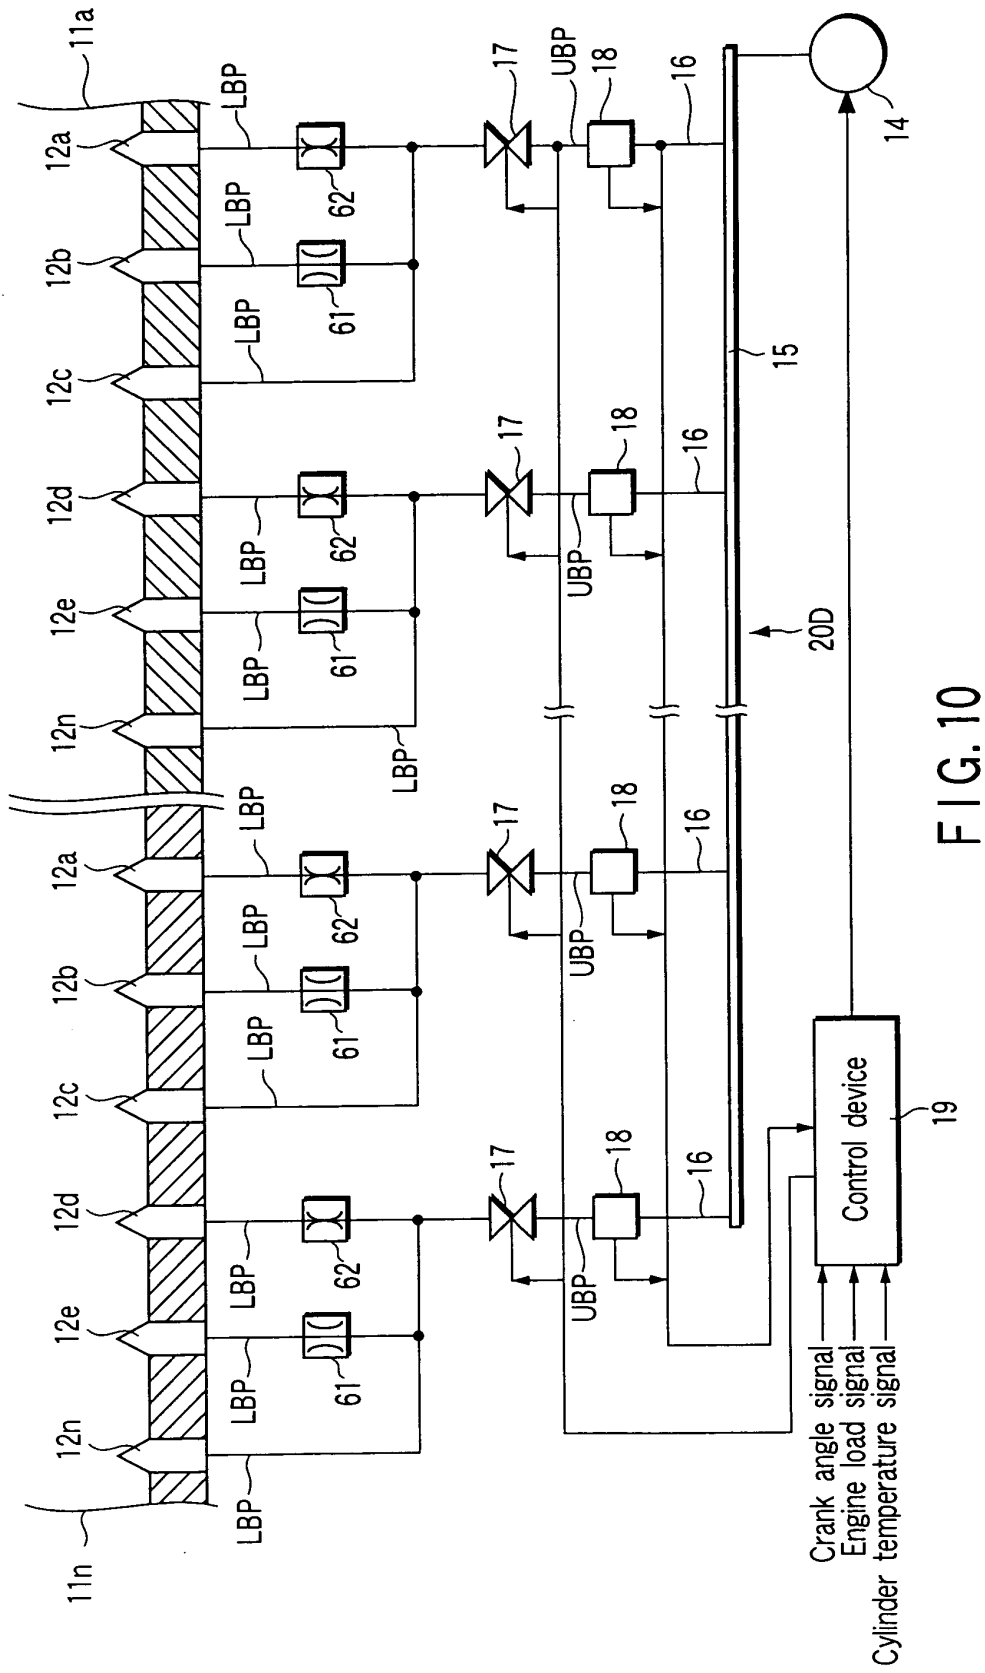 11n 12n 12e 12d 12c 12b 12a 12n 12e 12d 12c 12b 12a 11a
LBP LBP LBP LBP LBP LBP LBP LBP LBP LBP LBP
61 62 61 62 61 62 61 62
LBP
17 17 17 17
UBP UBP UBP UBP
18 18 18 18
16 16 16 16
15
20D
Crank angle signal
Engine load signal
Cylinder temperature signal
Control device
19
14
FIG. 10